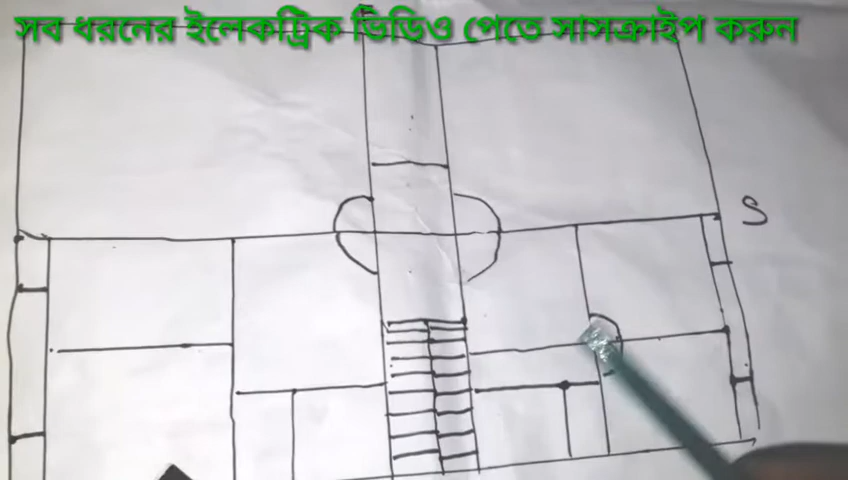 সব ধরনের ইলেকট্রিক ভিডিও পেতে সাসক্রাইপ করুন
S